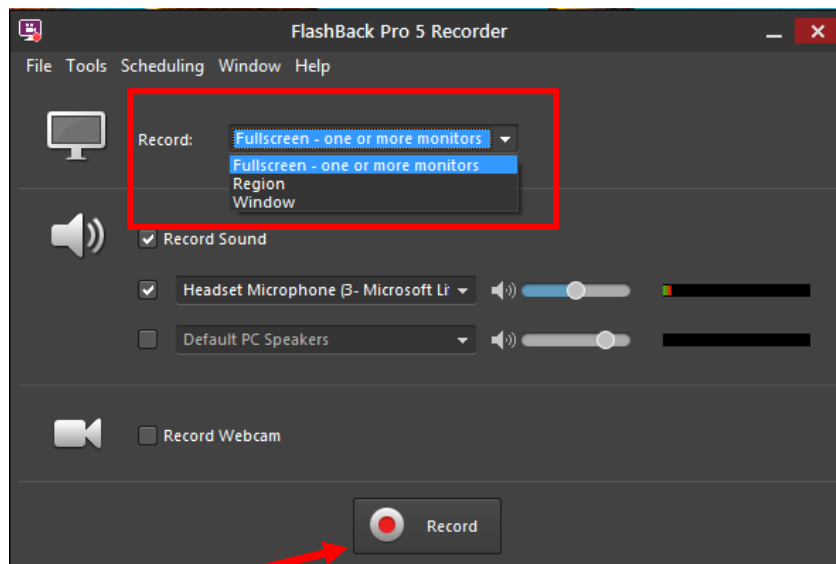 FlashBack Pro 5 Recorder
File Tools Scheduling Window Help
Record: Fullscreen - one or more monitors
Fullscreen - one or more monitors
Region
Window
Record Sound
Headset Microphone (3- Microsoft Li
Default PC Speakers
Record Webcam
Record